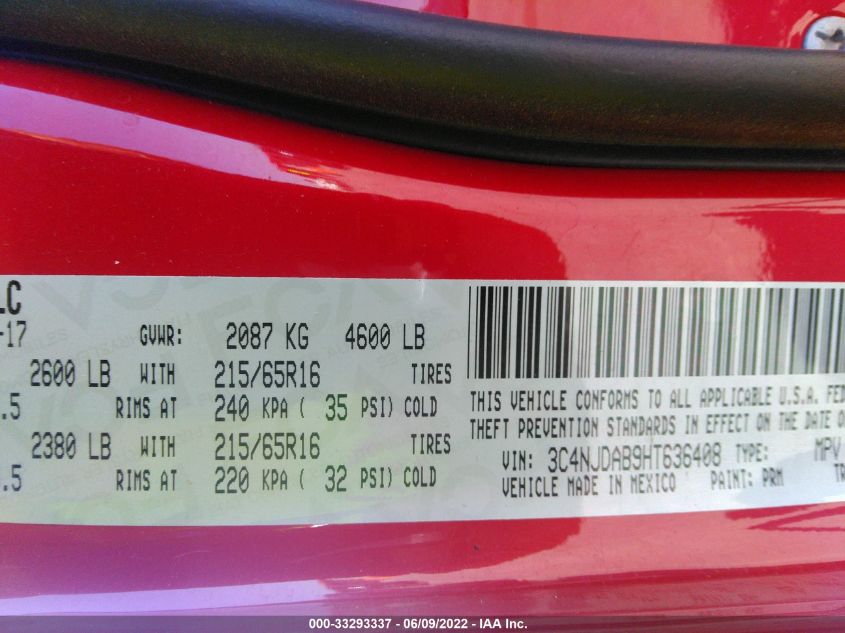 LC
-17 GVWR: 2087 KG 4600 LB
2600 LB WITH 215/65R16 TIRES
.5 RIMS AT 240 KPA ( 35 PSI) COLD
2380 LB WITH 215/65R16 TIRES
.5 RIMS AT 220 KPA ( 32 PSI) COLD
THIS VEHICLE CONFORMS TO ALL APPLICABLE U.S.A. FED
THEFT PREVENTION STANDARDS IN EFFECT ON THE DATE O
VIN: 3C4NJDAB9HT636408 TYPE: MPV
VEHICLE MADE IN MEXICO PAINT: PRM TR
000-33293337 - 06/09/2022 - IAA Inc.